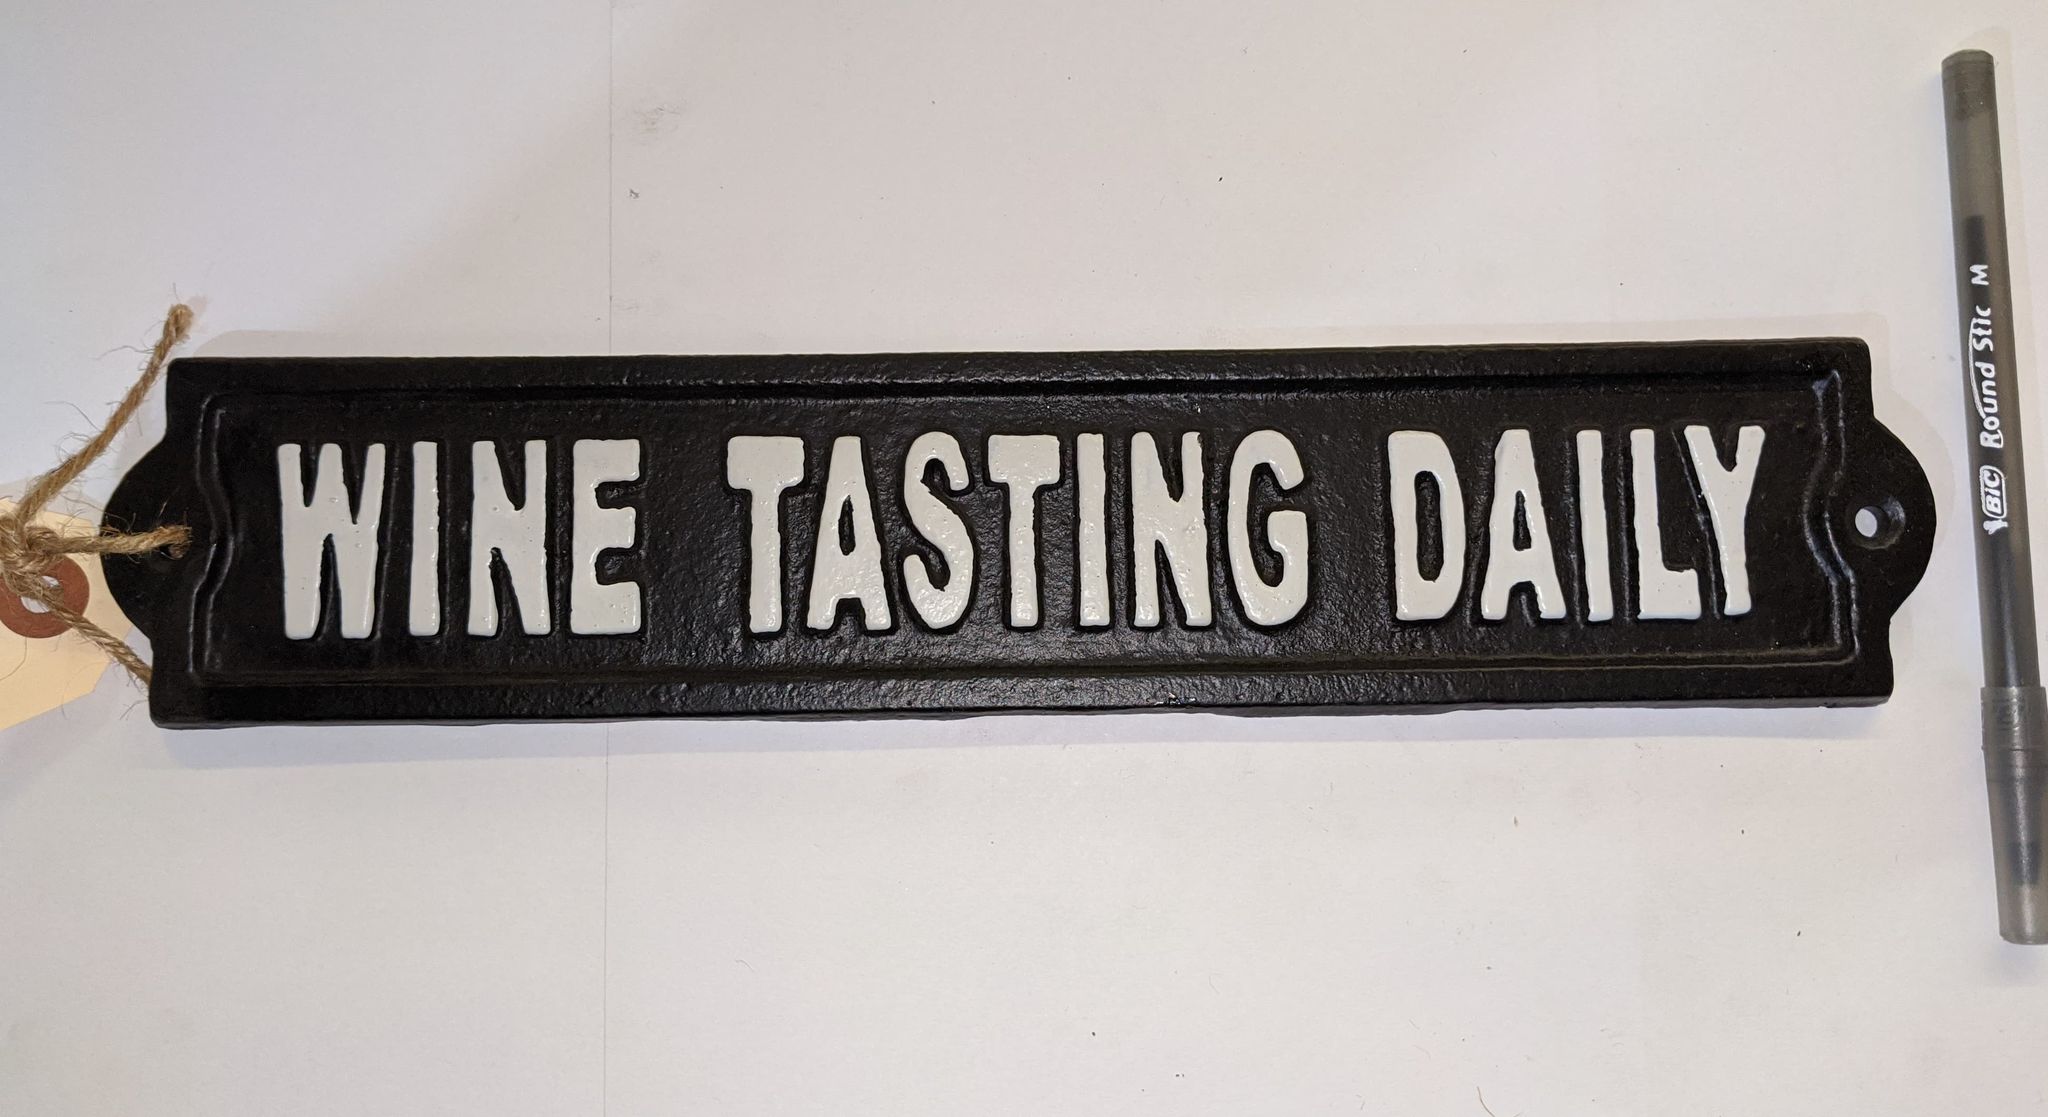 WINE TASTING DAILY
BIC Round Stic M